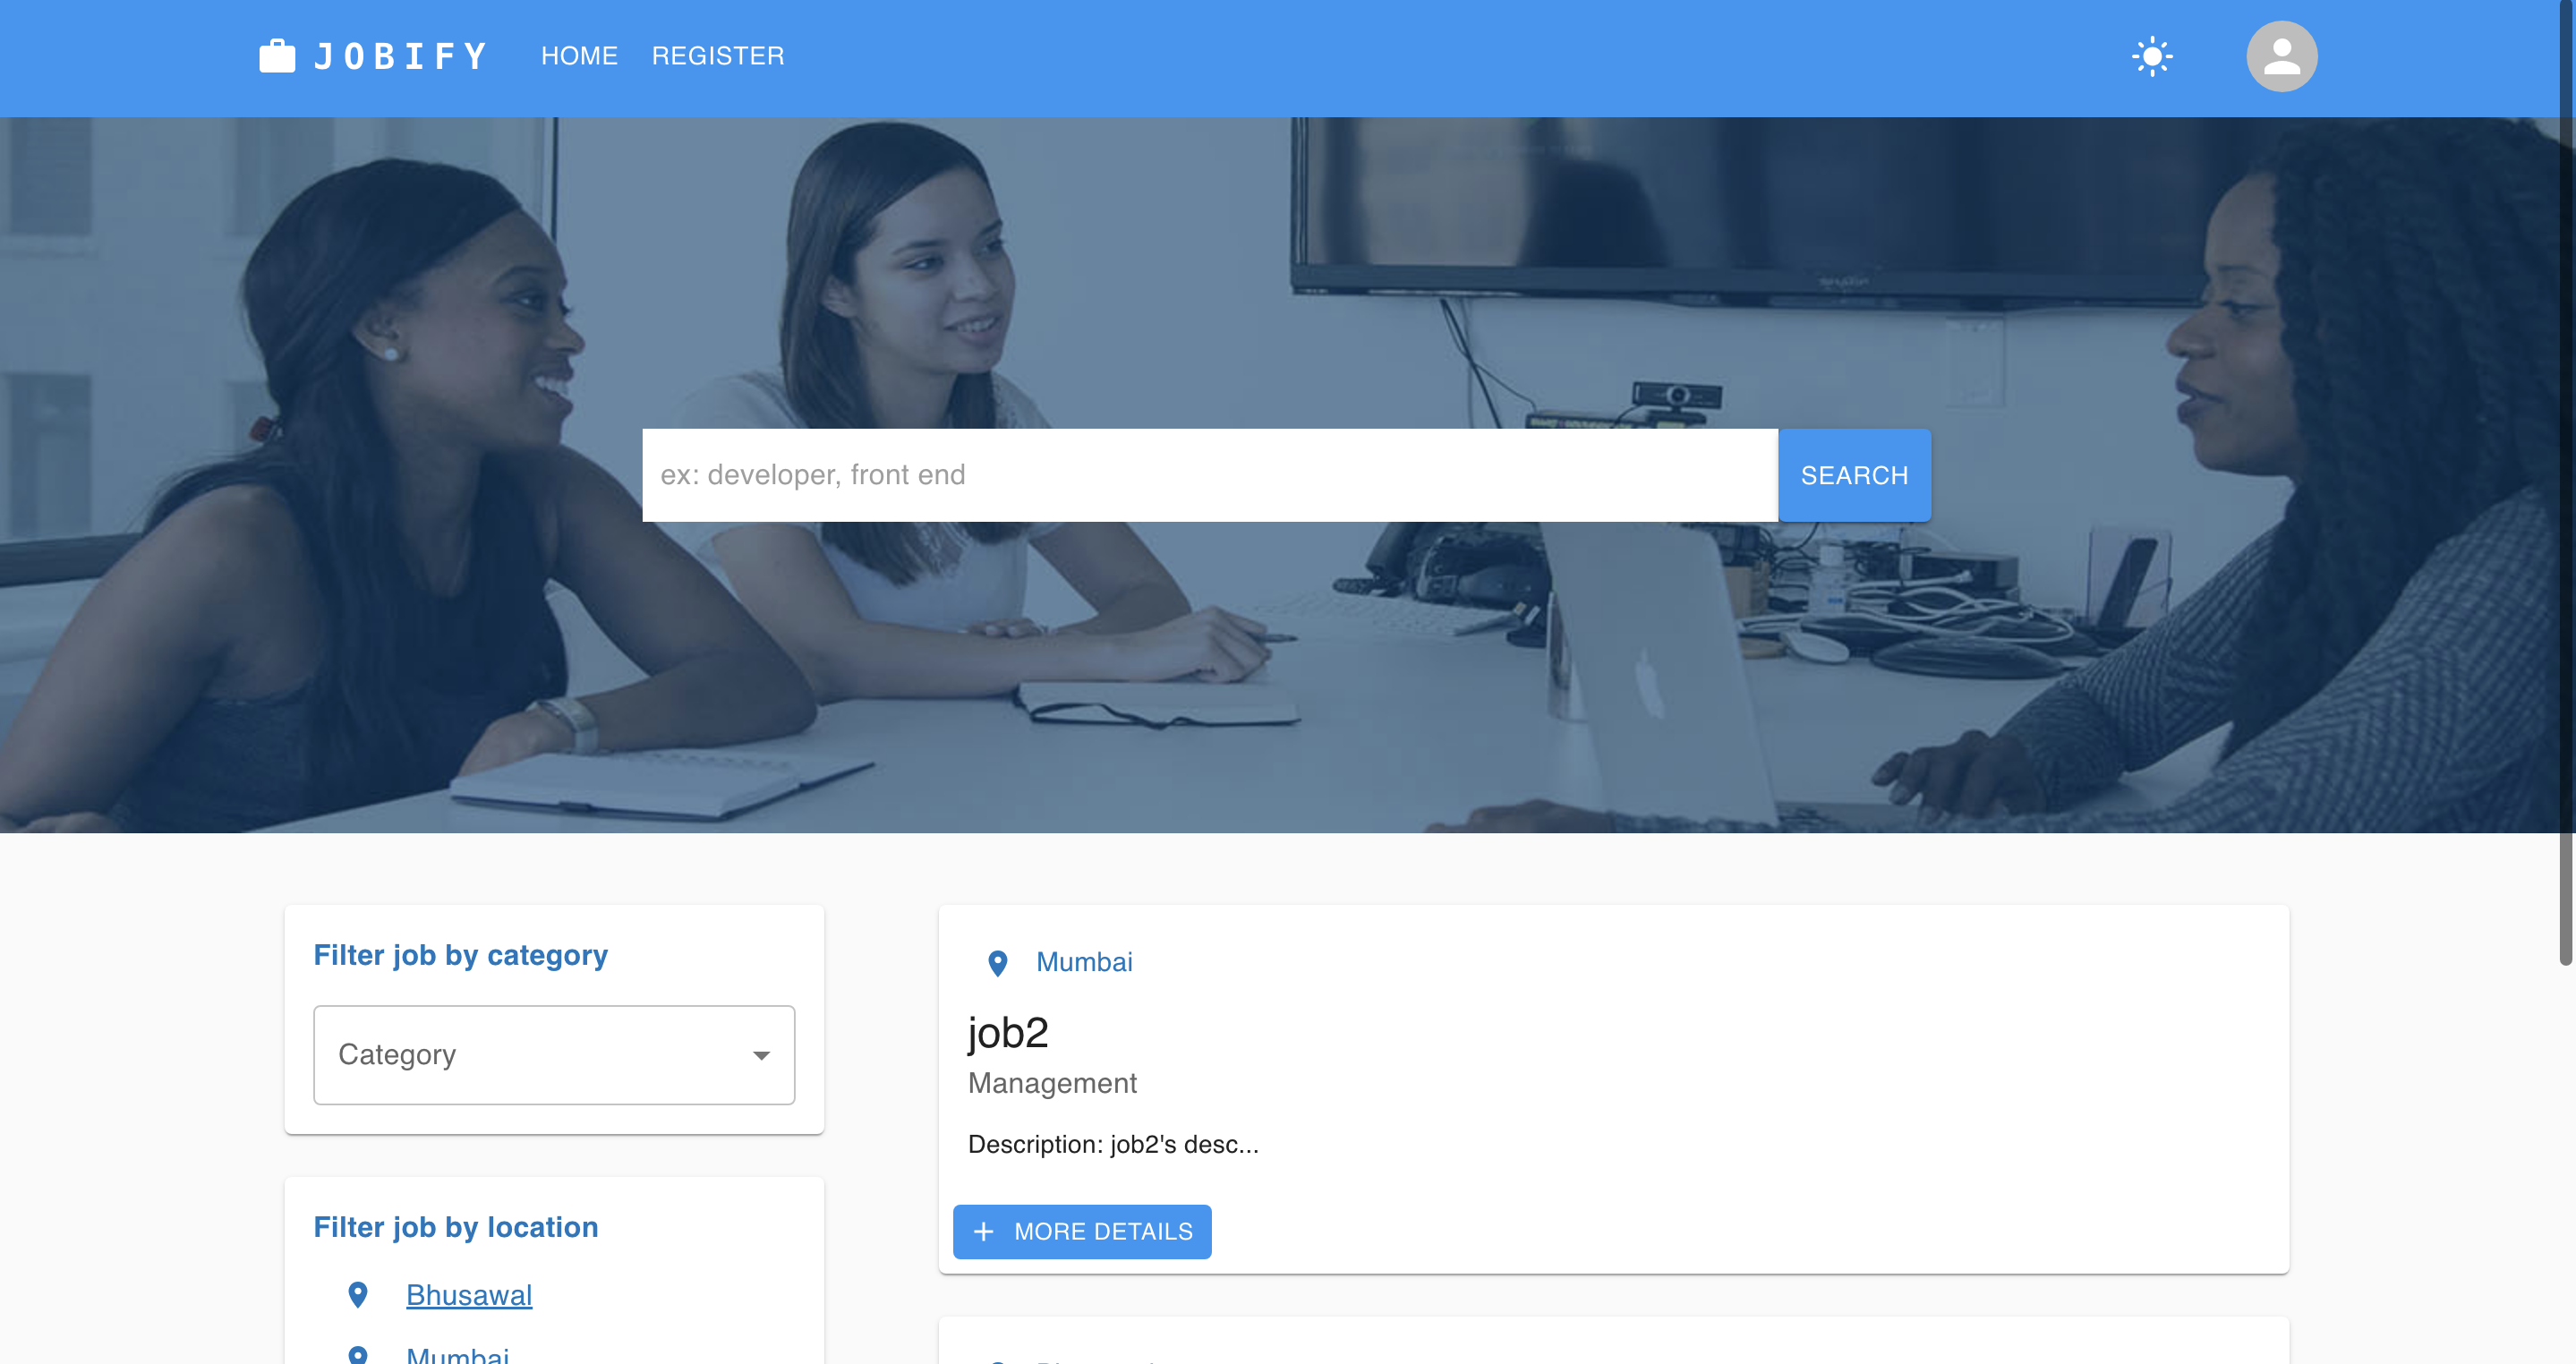 JOBIFY HOME REGISTER
SHARP
ex: developer, front end SEARCH
Filter job by category
Category
Filter job by location
Bhusawal
Mumbai
Mumbai
job2
Management
Description: job2's desc...
MORE DETAILS